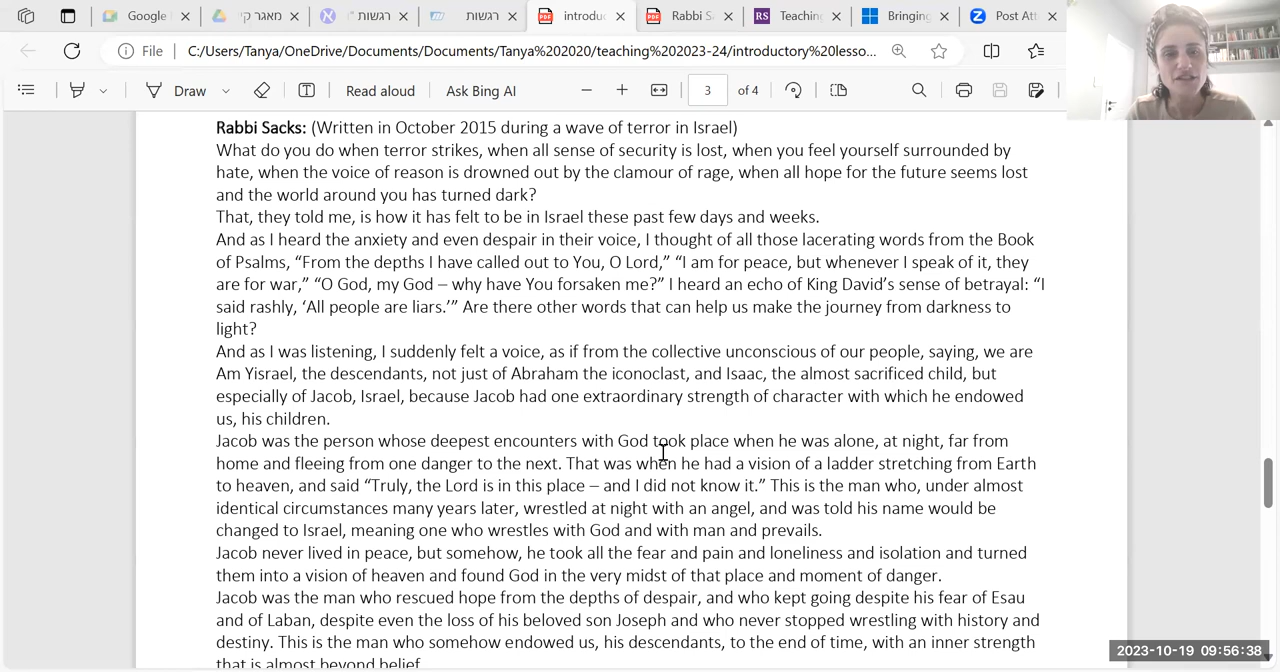 Google
מאגר קי
רגשות "י
רגשות
introduc
Rabbi Sa
Teaching
Bringing
Post Att
File C:/Users/Tanya/OneDrive/Documents/Documents/Tanya%202020/teaching%202023-24/introductory%20lesso...
Draw Read aloud Ask Bing AI 3 of 4
Rabbi Sacks: (Written in October 2015 during a wave of terror in Israel)
What do you do when terror strikes, when all sense of security is lost, when you feel yourself surrounded by
hate, when the voice of reason is drowned out by the clamour of rage, when all hope for the future seems lost
and the world around you has turned dark?
That, they told me, is how it has felt to be in Israel these past few days and weeks.
And as I heard the anxiety and even despair in their voice, I thought of all those lacerating words from the Book
of Psalms, “From the depths I have called out to You, O Lord,” “I am for peace, but whenever I speak of it, they
are for war,” “O God, my God – why have You forsaken me?” I heard an echo of King David’s sense of betrayal: “I
said rashly, ‘All people are liars.’” Are there other words that can help us make the journey from darkness to
light?
And as I was listening, I suddenly felt a voice, as if from the collective unconscious of our people, saying, we are
Am Yisrael, the descendants, not just of Abraham the iconoclast, and Isaac, the almost sacrificed child, but
especially of Jacob, Israel, because Jacob had one extraordinary strength of character with which he endowed
us, his children.
Jacob was the person whose deepest encounters with God took place when he was alone, at night, far from
home and fleeing from one danger to the next. That was when he had a vision of a ladder stretching from Earth
to heaven, and said “Truly, the Lord is in this place – and I did not know it.” This is the man who, under almost
identical circumstances many years later, wrestled at night with an angel, and was told his name would be
changed to Israel, meaning one who wrestles with God and with man and prevails.
Jacob never lived in peace, but somehow, he took all the fear and pain and loneliness and isolation and turned
them into a vision of heaven and found God in the very midst of that place and moment of danger.
Jacob was the man who rescued hope from the depths of despair, and who kept going despite his fear of Esau
and of Laban, despite even the loss of his beloved son Joseph and who never stopped wrestling with history and
destiny. This is the man who somehow endowed us, his descendants, to the end of time, with an inner strength
that is almost beyond belief.
2023-10-19 09:56:38